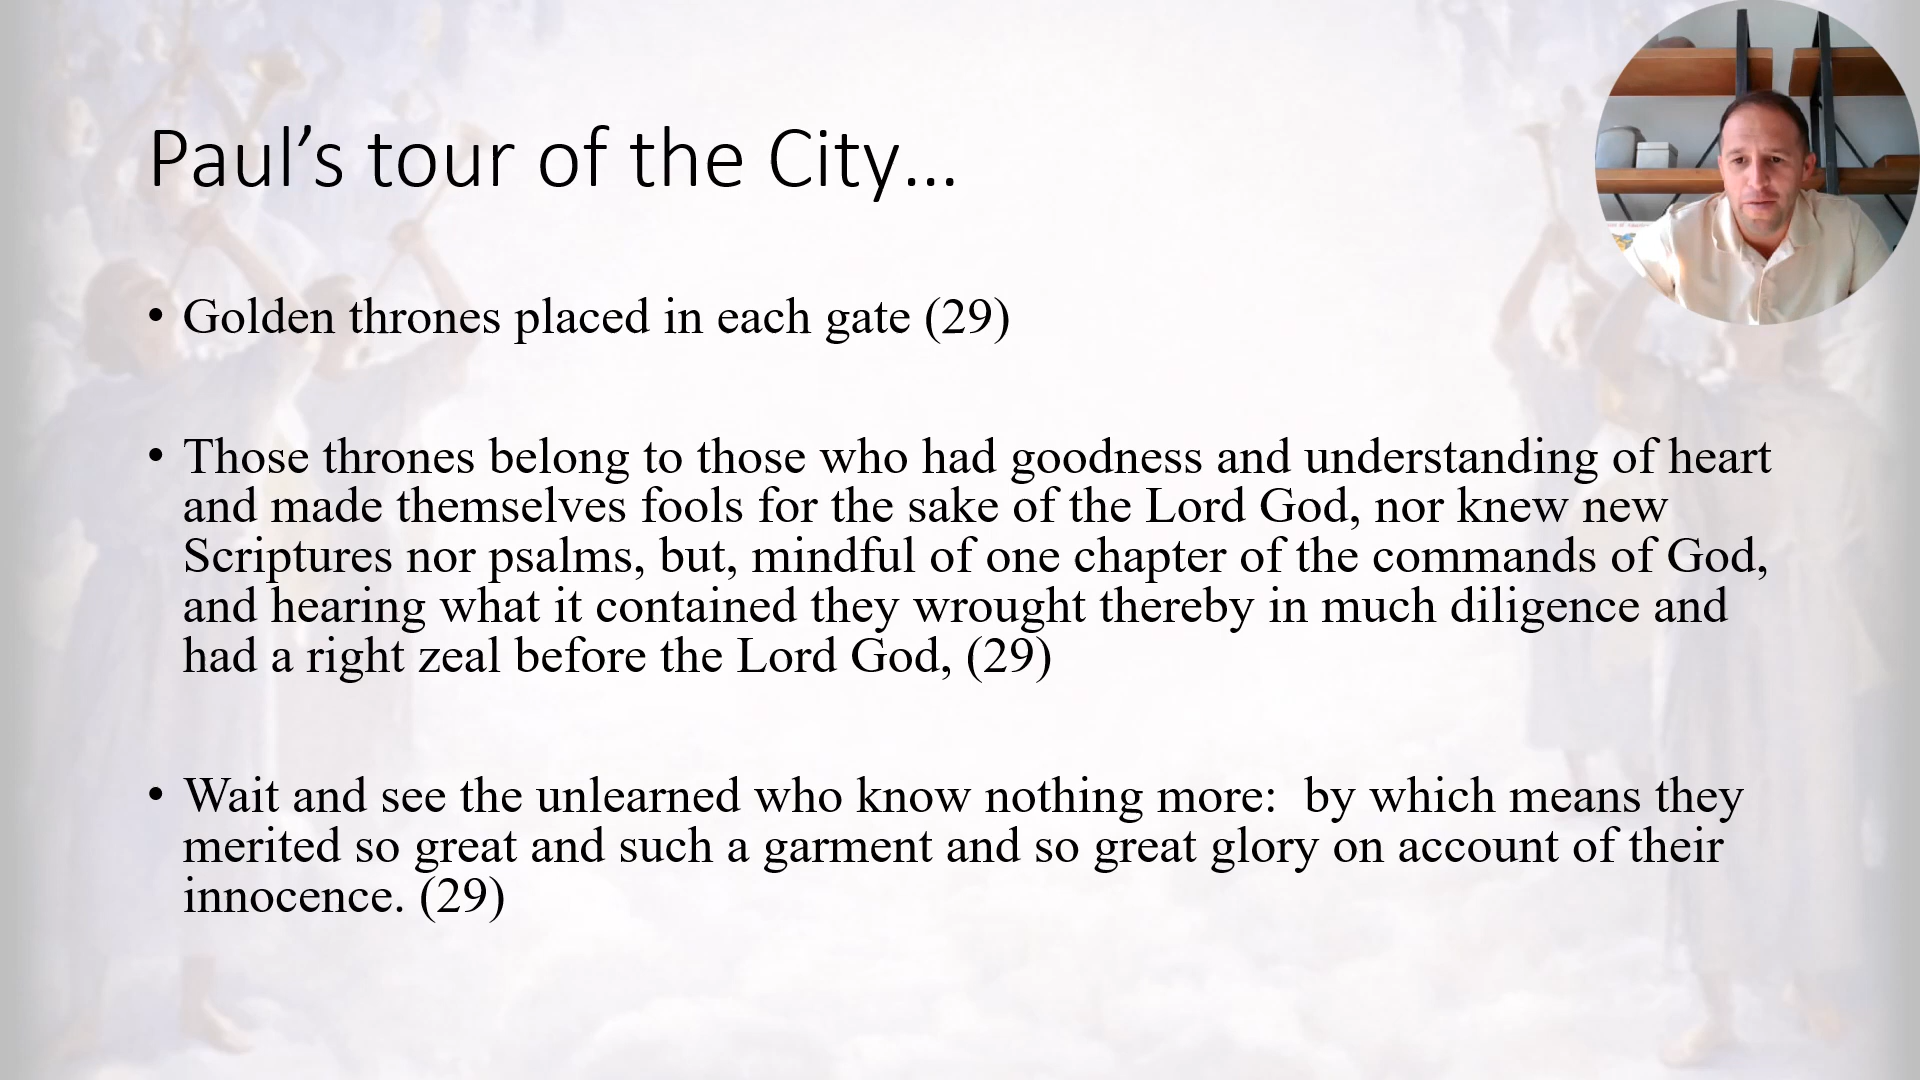 Paul’s tour of the City…
• Golden thrones placed in each gate (29)
• Those thrones belong to those who had goodness and understanding of heart
and made themselves fools for the sake of the Lord God, nor knew new
Scriptures nor psalms, but, mindful of one chapter of the commands of God,
and hearing what it contained they wrought thereby in much diligence and
had a right zeal before the Lord God, (29)
• Wait and see the unlearned who know nothing more:  by which means they
merited so great and such a garment and so great glory on account of their
innocence. (29)